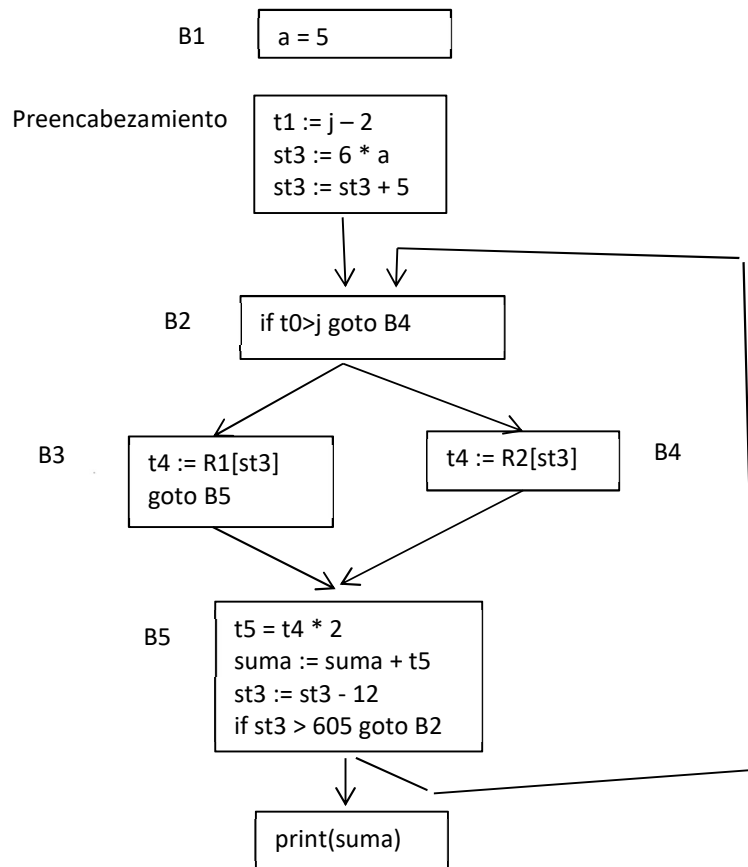 B1
a = 5
Preencabezamiento
t1 := j – 2
st3 := 6 * a
st3 := st3 + 5
B2
if t0>j goto B4
B3
t4 := R1[st3]
goto B5
t4 := R2[st3]
B4
B5
t5 = t4 * 2
suma := suma + t5
st3 := st3 - 12
if st3 > 605 goto B2
print(suma)